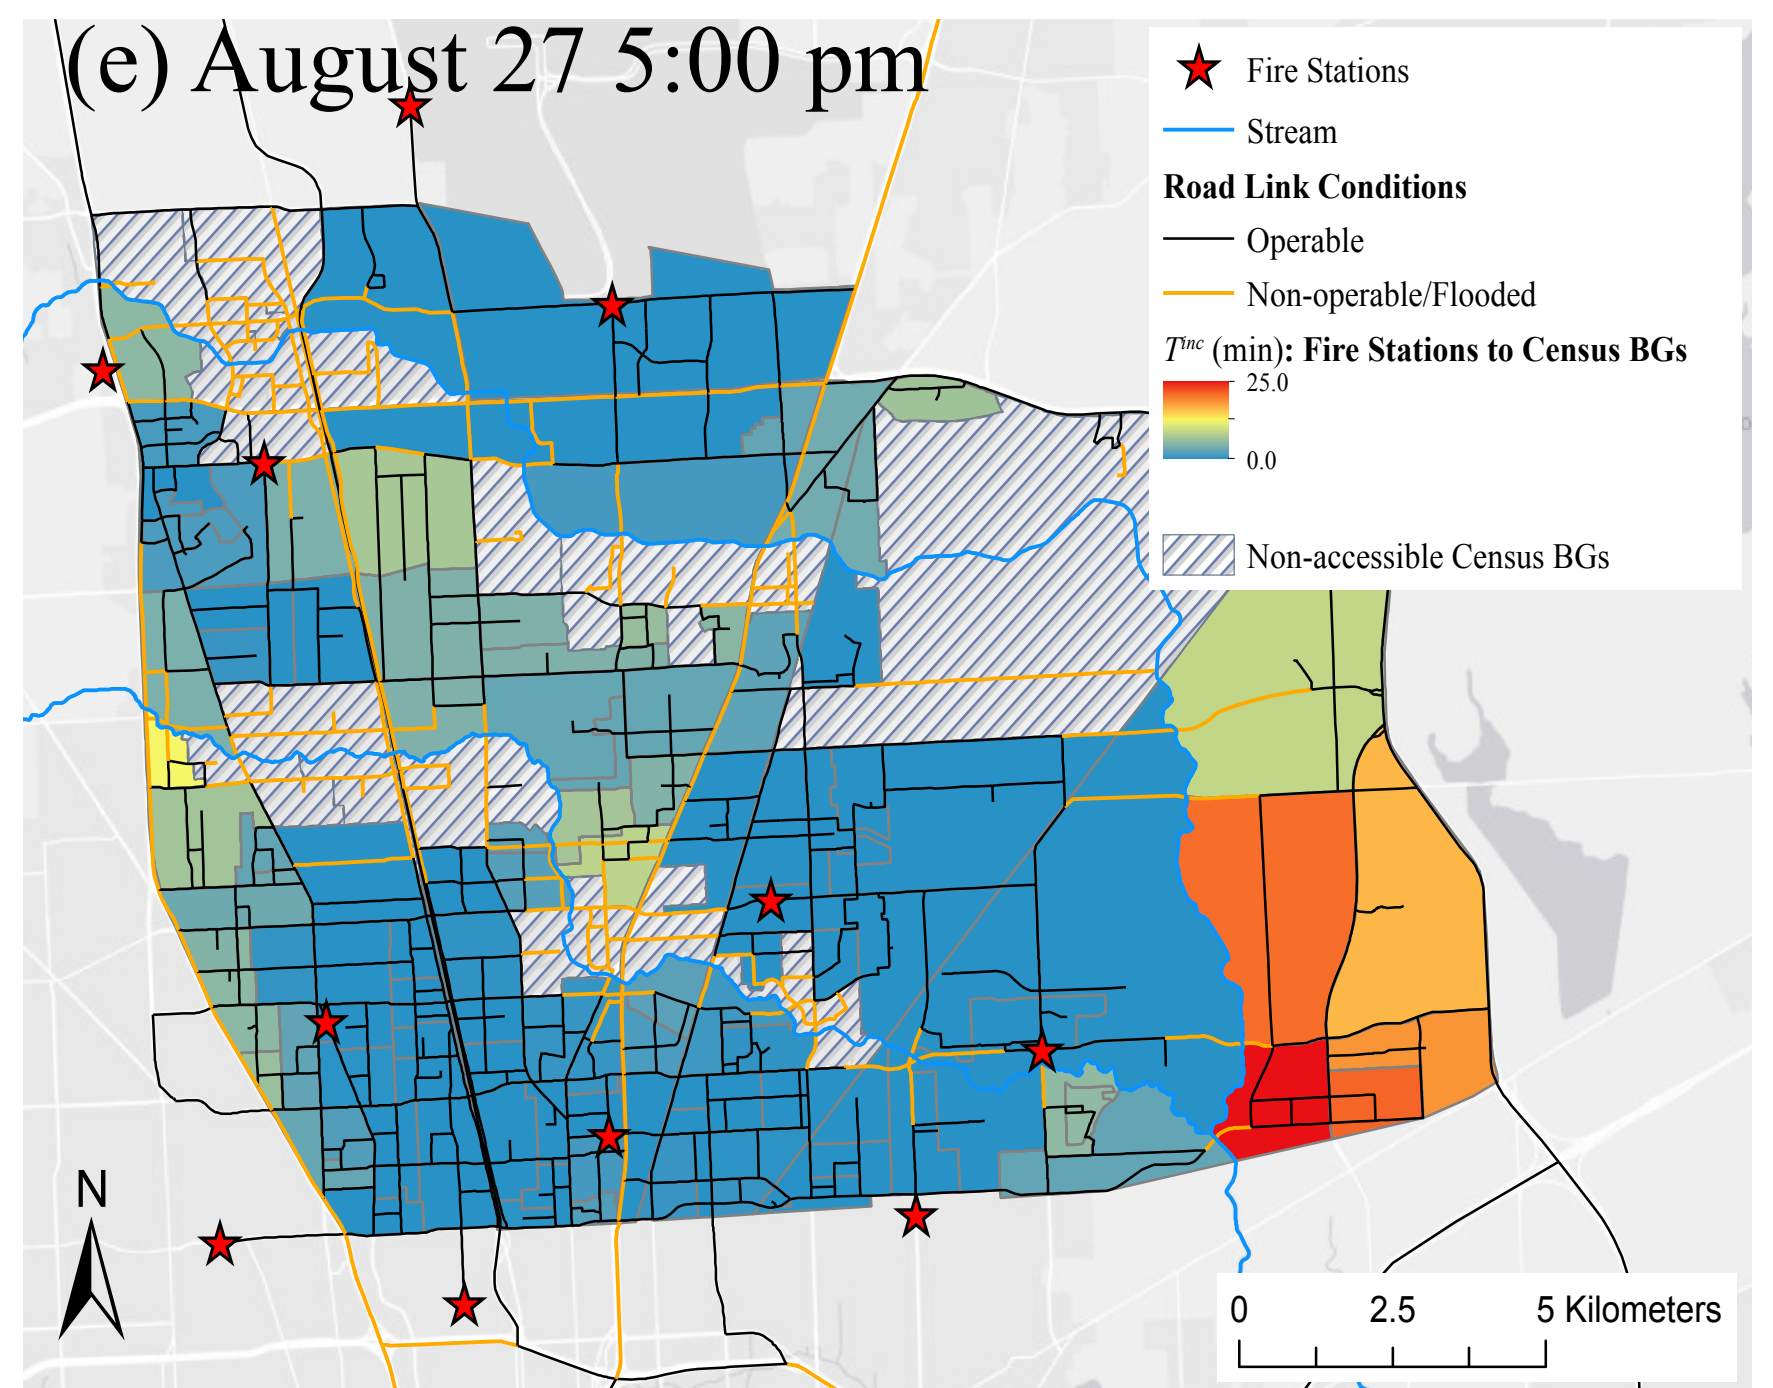 (e) August 27 5:00 pm
Fire Stations
Stream
Road Link Conditions
Operable
Non-operable/Flooded
T^inc (min): Fire Stations to Census BGs
25.0
0.0
Non-accessible Census BGs
N
0 2.5 5 Kilometers